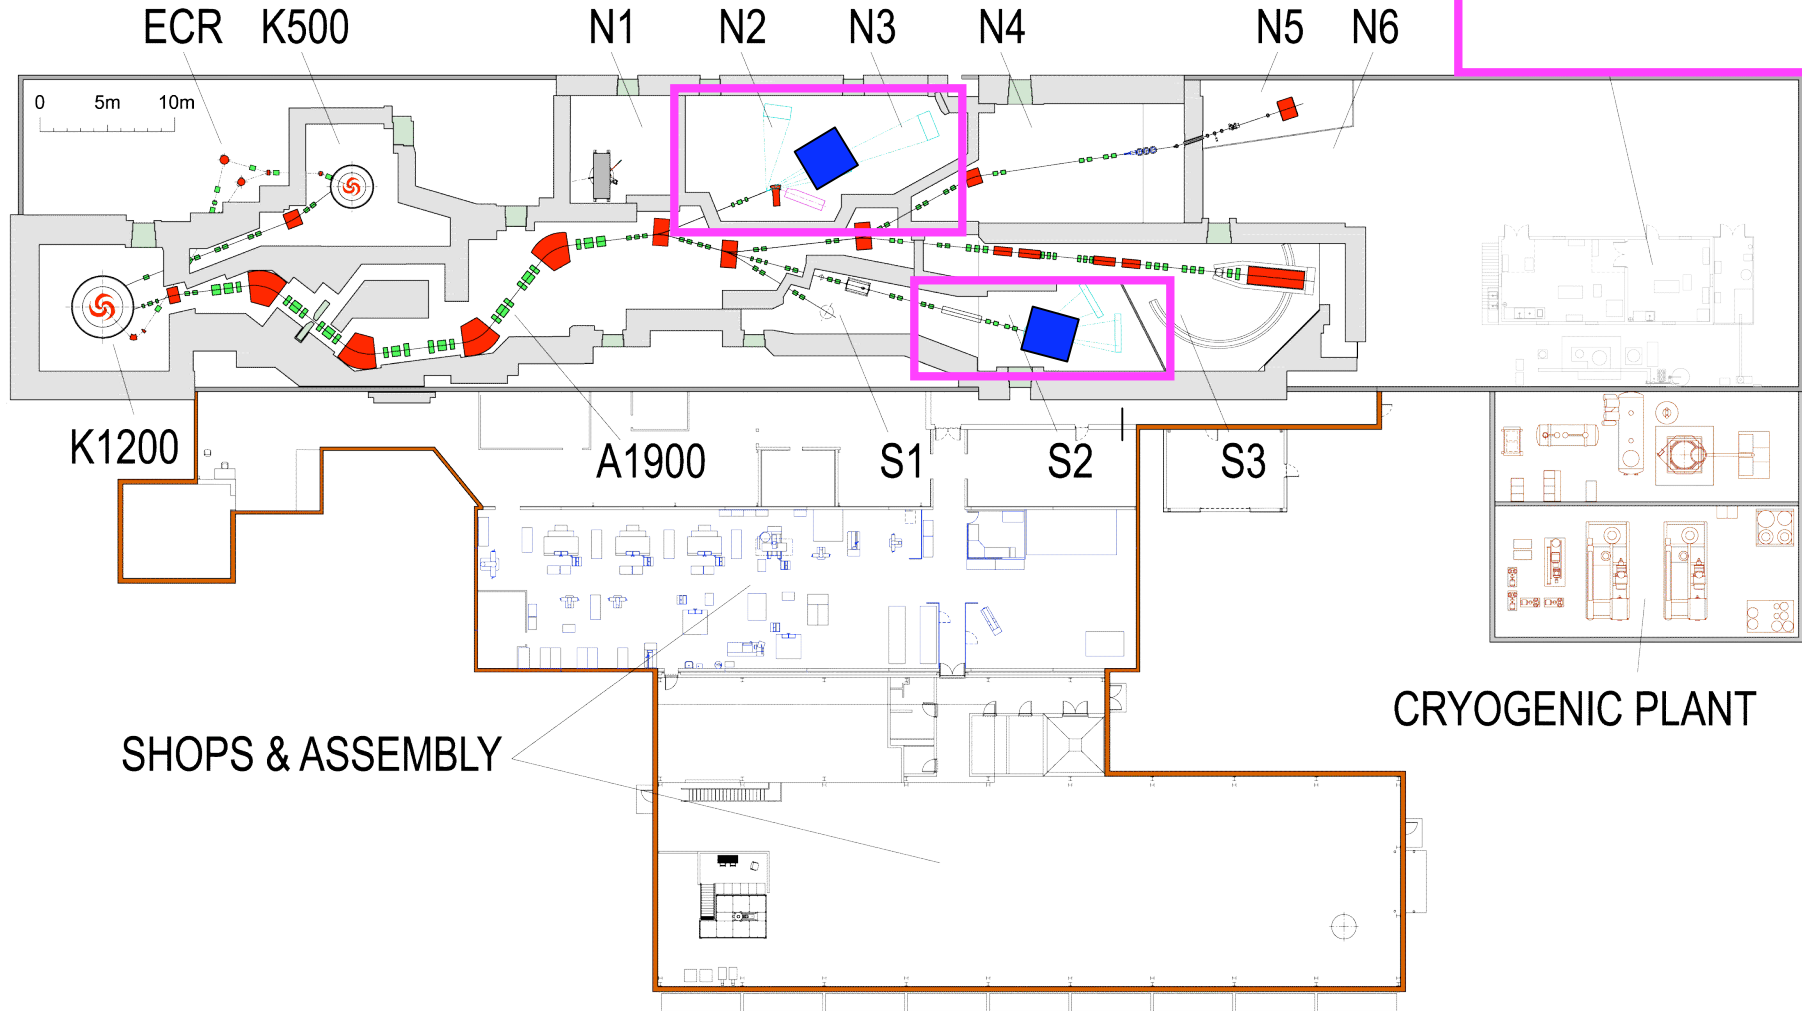 ECR K500 N1 N2 N3 N4 N5 N6
0 5m 10m
K1200 A1900 S1 S2 S3
CRYOGENIC PLANT
SHOPS & ASSEMBLY